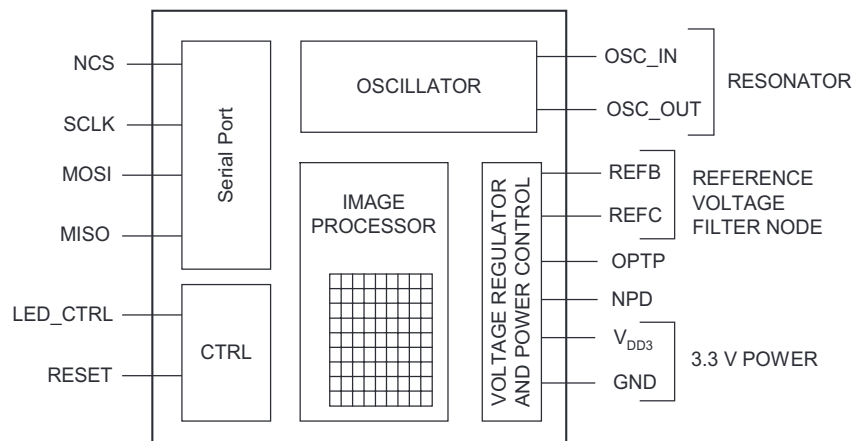 NCS
SCLK
MOSI
MISO
LED_CTRL
RESET
Serial Port
CTRL
OSCILLATOR
IMAGE
PROCESSOR
VOLTAGE REGULATOR
AND POWER CONTROL
OSC_IN
OSC_OUT
RESONATOR
REFB
REFC
REFERENCE
VOLTAGE
FILTER NODE
OPTP
NPD
VDD3
GND
3.3 V POWER